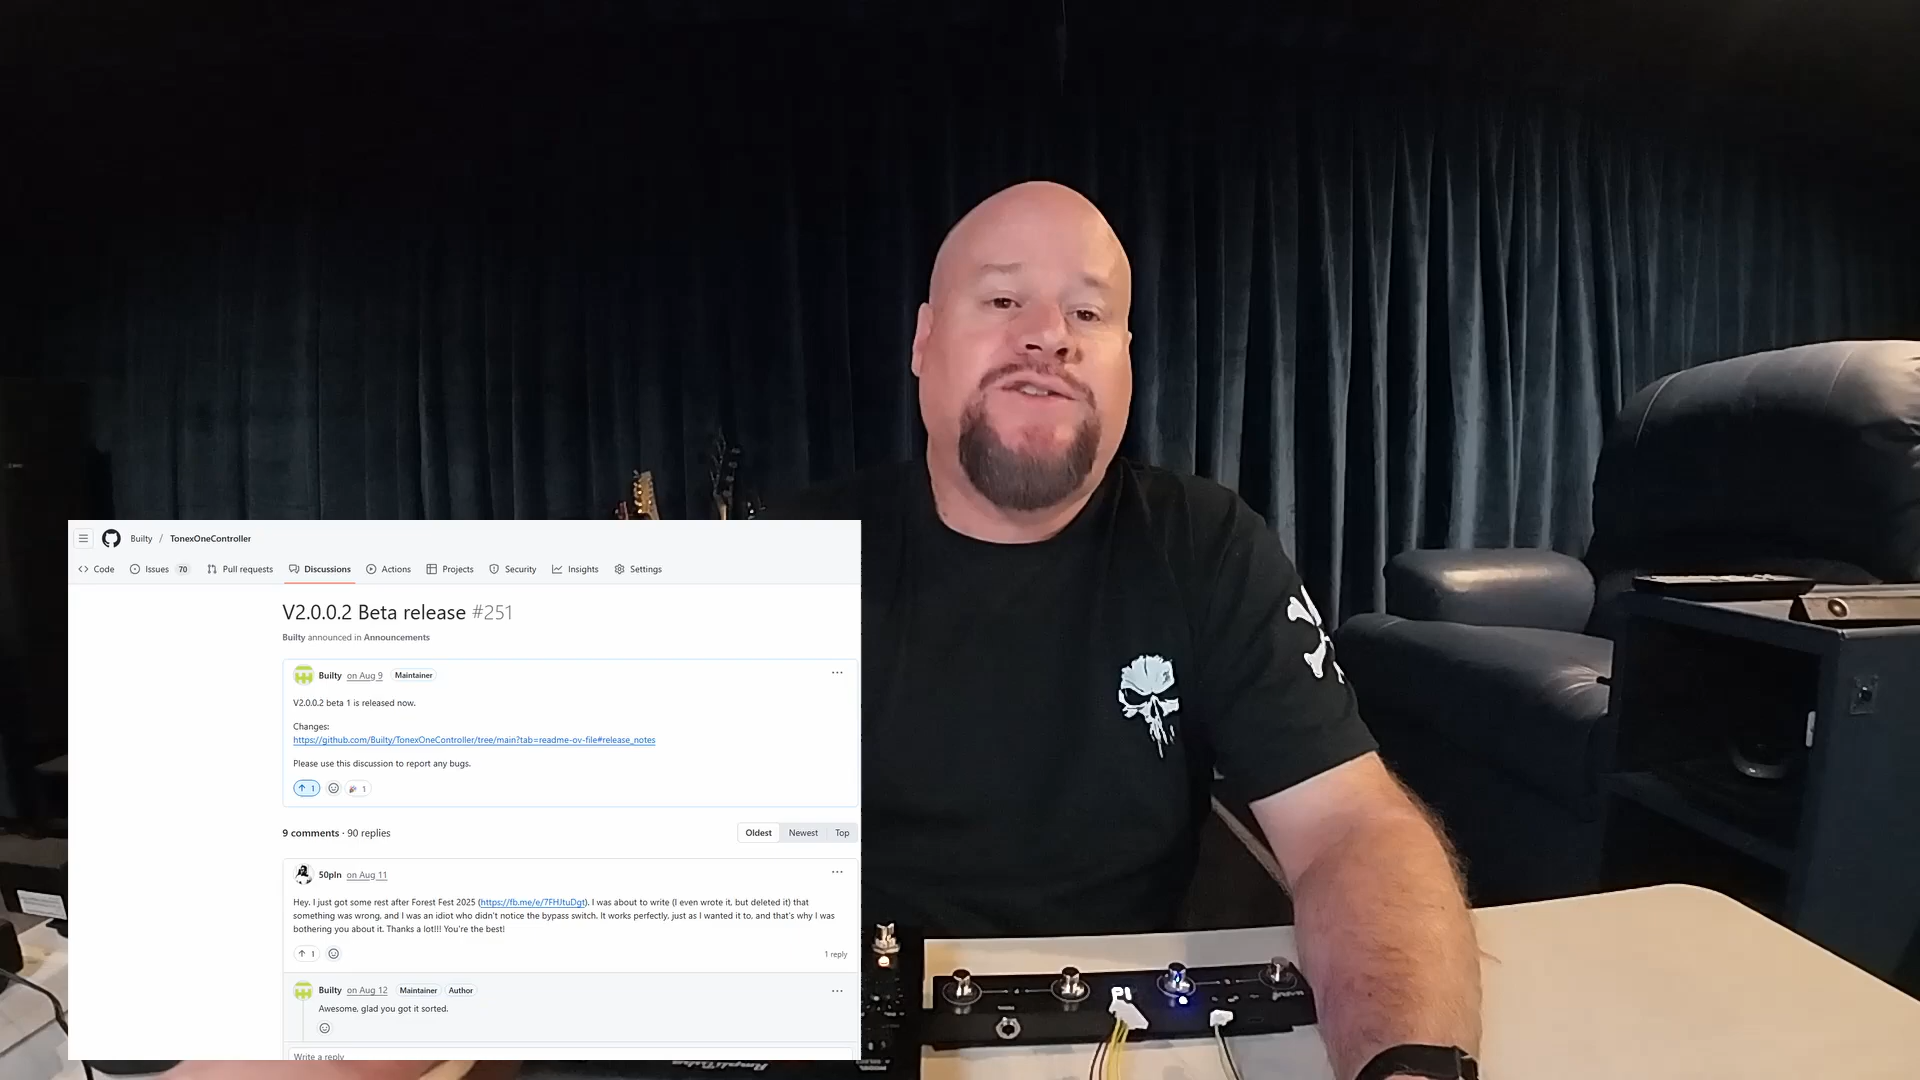 Builty / TonexOneController
Code Issues 70 Pull requests Discussions Actions Projects Security Insights Settings
V2.0.0.2 Beta release #251
Builty announced in Announcements
Builty on Aug 9 Maintainer
V2.0.0.2 beta 1 is released now.
Changes:
https://github.com/Builty/TonexOneController/tree/main?tab=readme-ov-file#release_notes
Please use this discussion to report any bugs.
1 1
9 comments · 90 replies
Oldest Newest Top
50pln on Aug 11
Hey. I just got some rest after Forest Fest 2025 (https://fb.me/e/7FHJtuDgt). I was about to write (I even wrote it, but deleted it) that
something was wrong, and I was an idiot who didn't notice the bypass switch. It works perfectly, just as I wanted it to, and that's why I was
bothering you about it. Thanks a lot!!! You're the best!
1
1 reply
Builty on Aug 12 Maintainer Author
Awesome, glad you got it sorted.
Write a reply